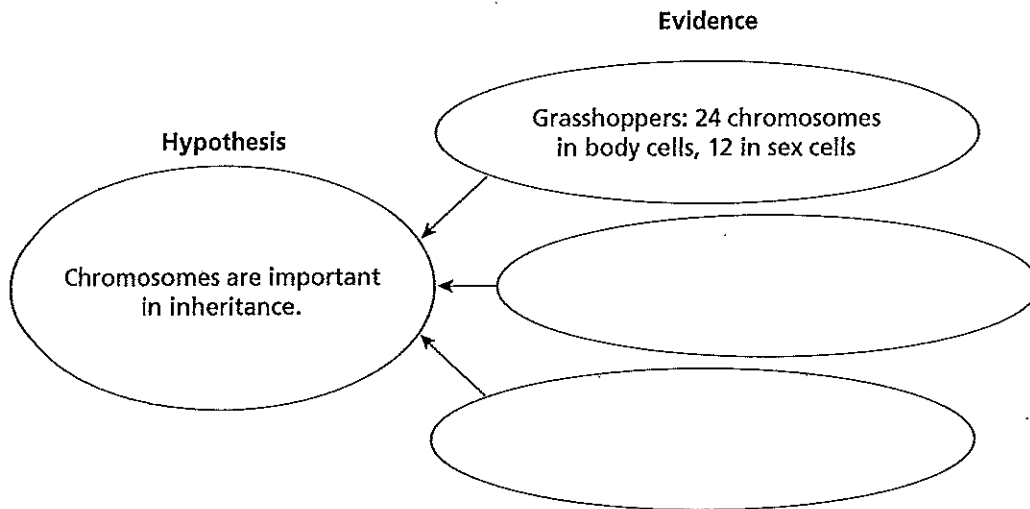 Evidence
Grasshoppers: 24 chromosomes
in body cells, 12 in sex cells
Hypothesis
Chromosomes are important
in inheritance.